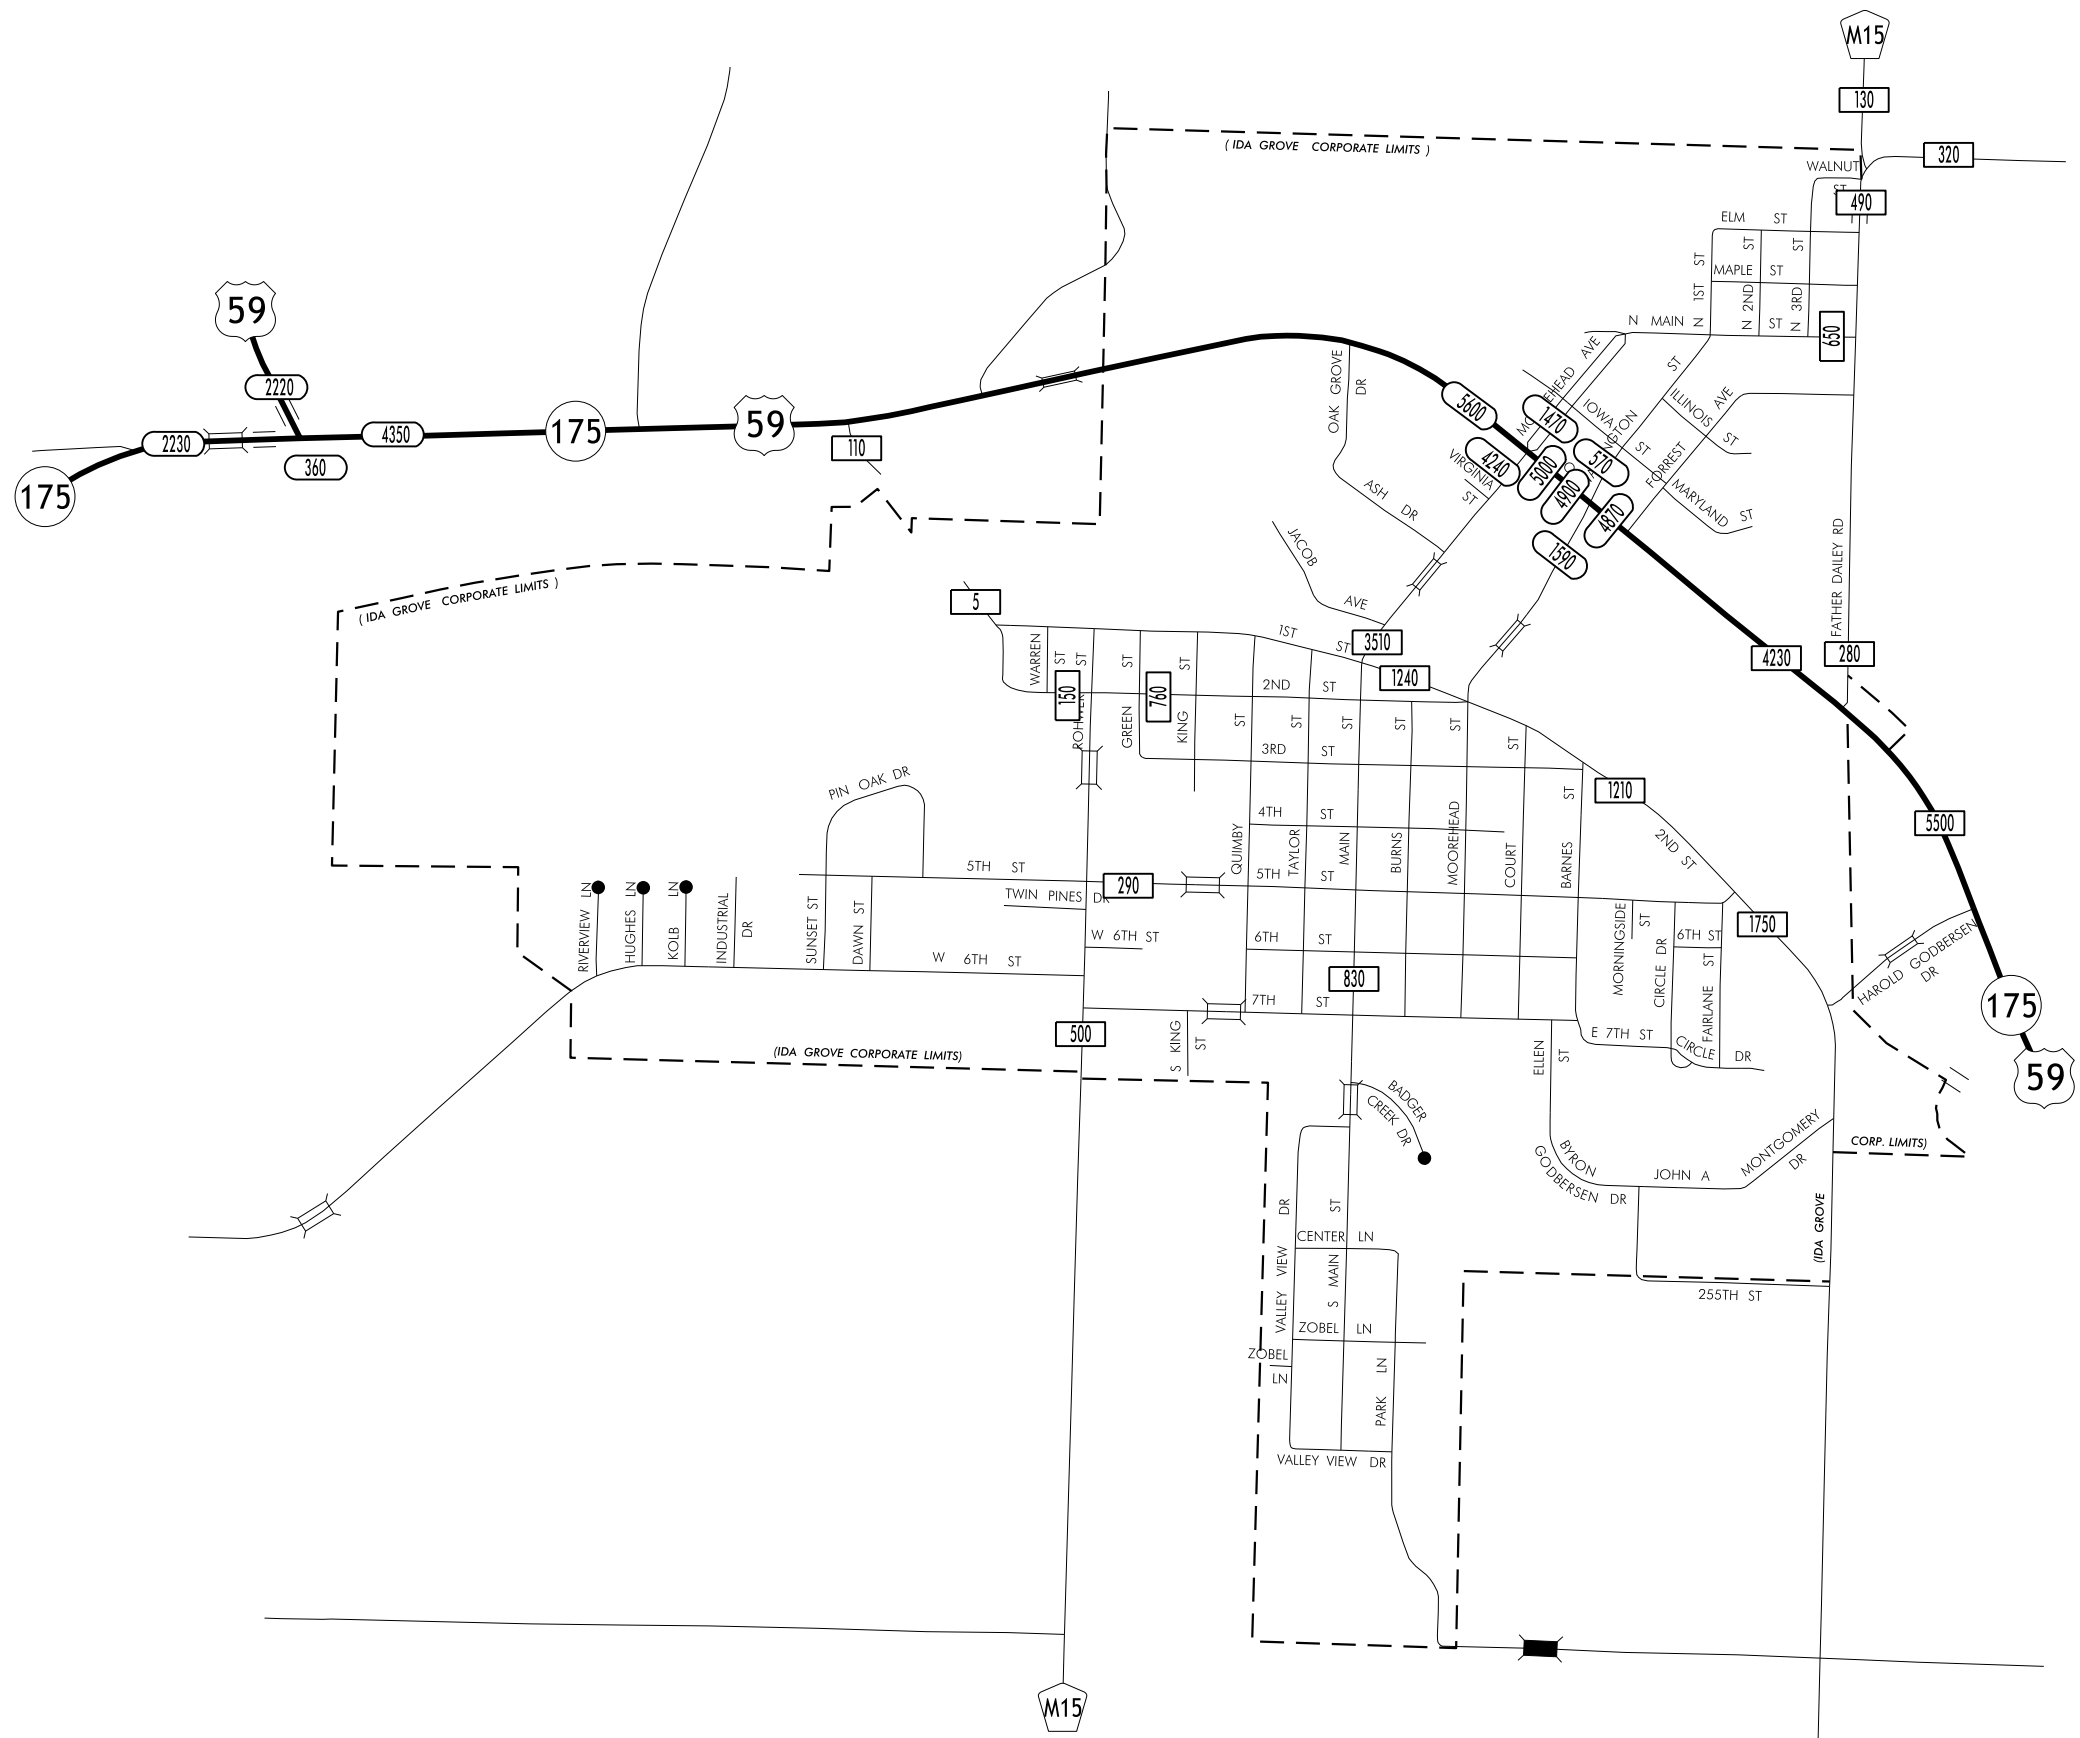 M15
130
( IDA GROVE CORPORATE LIMITS )
320
WALNUT
ST
490
ELM ST
ST
ST
ST
MAPLE ST
N 1ST
N 2ND
N 3RD
59
N MAIN ST
650
AVE
OAK GROVE
DR
ST
2220
ILLINOIS
ST
AVE
5600
1470
IOWA
ST
59
175
4350
2230
110
360
4240
5000
570
VIRGINIA
ST
FORREST
4900
MARYLAND
ST
175
ASH DR
4870
JACOB
AVE
1590
FATHER DAILEY RD
( IDA GROVE CORPORATE LIMITS )
5
1ST
ST
3510
WARREN
ST
ST
ST
ST
280
4230
1240
150
760
2ND ST
GREEN
KING
ST
ST
ST
ST
ST
ST
3RD ST
PIN OAK DR
1210
ST
5500
4TH ST
QUIMBY
TAYLOR
MAIN
BURNS
MOOREHEAD
COURT
BARNES
2ND ST
5TH ST
290
5TH ST
TWIN PINES DR
RIVERVIEW LN
HUGHES LN
KOLB LN
INDUSTRIAL
DR
SUNSET ST
DAWN ST
W 6TH ST
W 6TH ST
6TH ST
MORNINGSIDE
ST
CIRCLE DR
6TH ST
FAIRLANE ST
1750
HAROLD GODBERSEN
DR
830
7TH ST
175
500
S KING
ST
ELLEN
ST
E 7TH ST
CIRCLE DR
(IDA GROVE CORPORATE LIMITS)
59
BADGER
CREEK DR
BYRON
GODBERSEN DR
JOHN A
MONTGOMERY
DR
CORP. LIMITS)
(IDA GROVE
VALLEY VIEW DR
CENTER LN
S MAIN ST
255TH ST
ZOBEL LN
ZOBEL
LN
PARK LN
VALLEY VIEW DR
M15